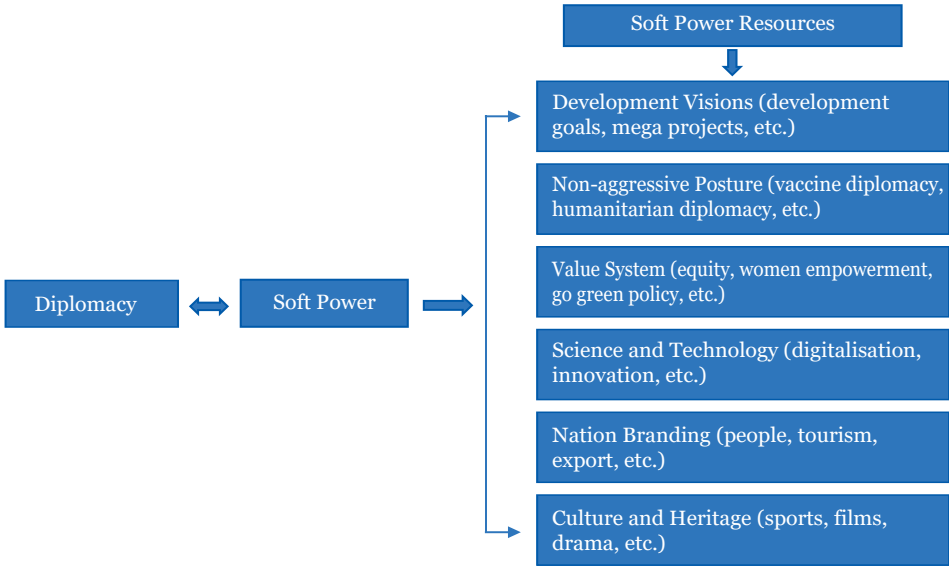 Soft Power Resources
Development Visions (development
goals, mega projects, etc.)
Non-aggressive Posture (vaccine diplomacy,
humanitarian diplomacy, etc.)
Value System (equity, women empowerment,
go green policy, etc.)
Diplomacy
Soft Power
Science and Technology (digitalisation,
innovation, etc.)
Nation Branding (people, tourism,
export, etc.)
Culture and Heritage (sports, films,
drama, etc.)